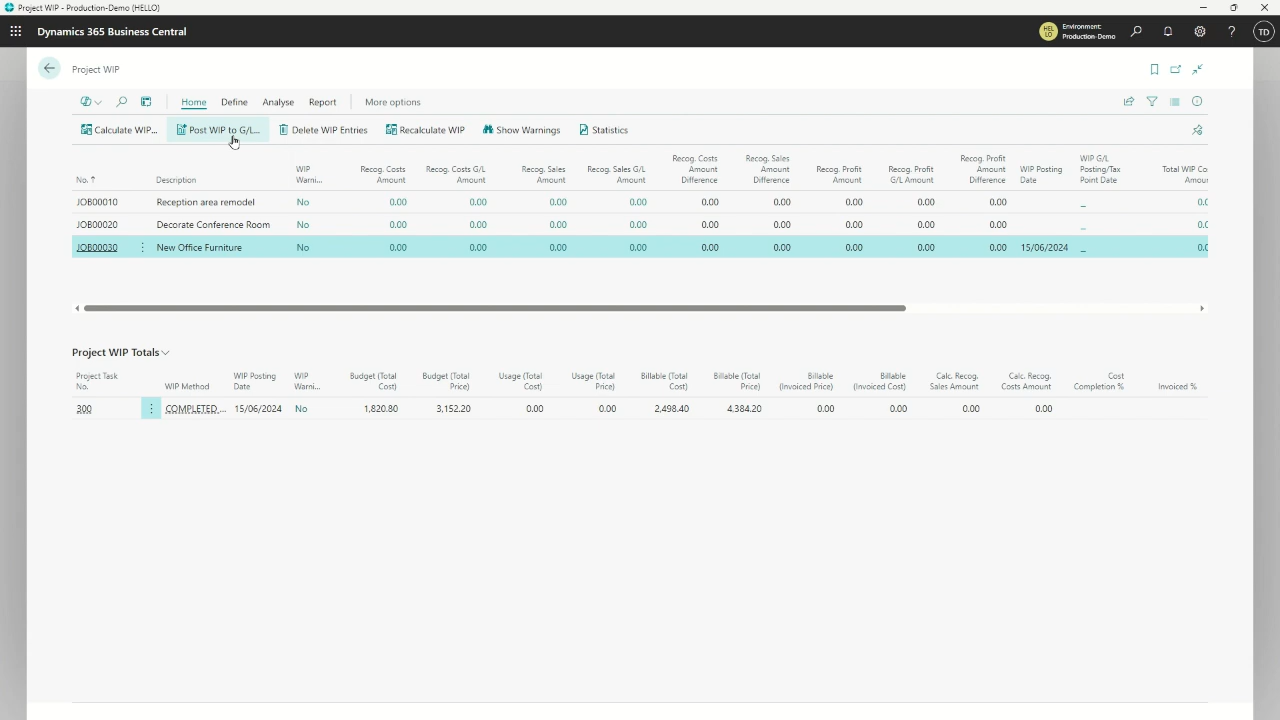 Project WIP - Production-Demo (HELLO)
Dynamics 365 Business Central
HEL LO
Environment:
Production-Demo
TD
Project WIP
Home Define Analyse Report More options
Calculate WIP... Post WIP to G/L... Delete WIP Entries Recalculate WIP Show Warnings Statistics
No. ↑ Description WIP Warni... Recog. Costs Amount Recog. Costs G/L Amount Recog. Sales Amount Recog. Sales G/L Amount Recog. Costs Amount Difference Recog. Sales Amount Difference Recog. Profit Amount Recog. Profit G/L Amount Recog. Profit Amount Difference WIP Posting Date WIP G/L Posting/Tax Point Date Total WIP Co
JOB00010 Reception area remodel No 0.00 0.00 0.00 0.00 0.00 0.00 0.00 0.00 0.00 _ 0.0
JOB00020 Decorate Conference Room No 0.00 0.00 0.00 0.00 0.00 0.00 0.00 0.00 0.00 _ 0.0
JOB00030 New Office Furniture No 0.00 0.00 0.00 0.00 0.00 0.00 0.00 0.00 0.00 15/06/2024 _ 0.0
Project WIP Totals
Project Task No. WIP Method WIP Posting Date WIP Warni... Budget (Total Cost) Budget (Total Price) Usage (Total Cost) Usage (Total Price) Billable (Total Cost) Billable (Total Price) Billable (Invoiced Price) Billable (Invoiced Cost) Calc. Recog. Sales Amount Calc. Recog. Costs Amount Cost Completion % Invoiced %
300 COMPLETED ... 15/06/2024 No 1,820.80 3,152.20 0.00 0.00 2,498.40 4,384.20 0.00 0.00 0.00 0.00